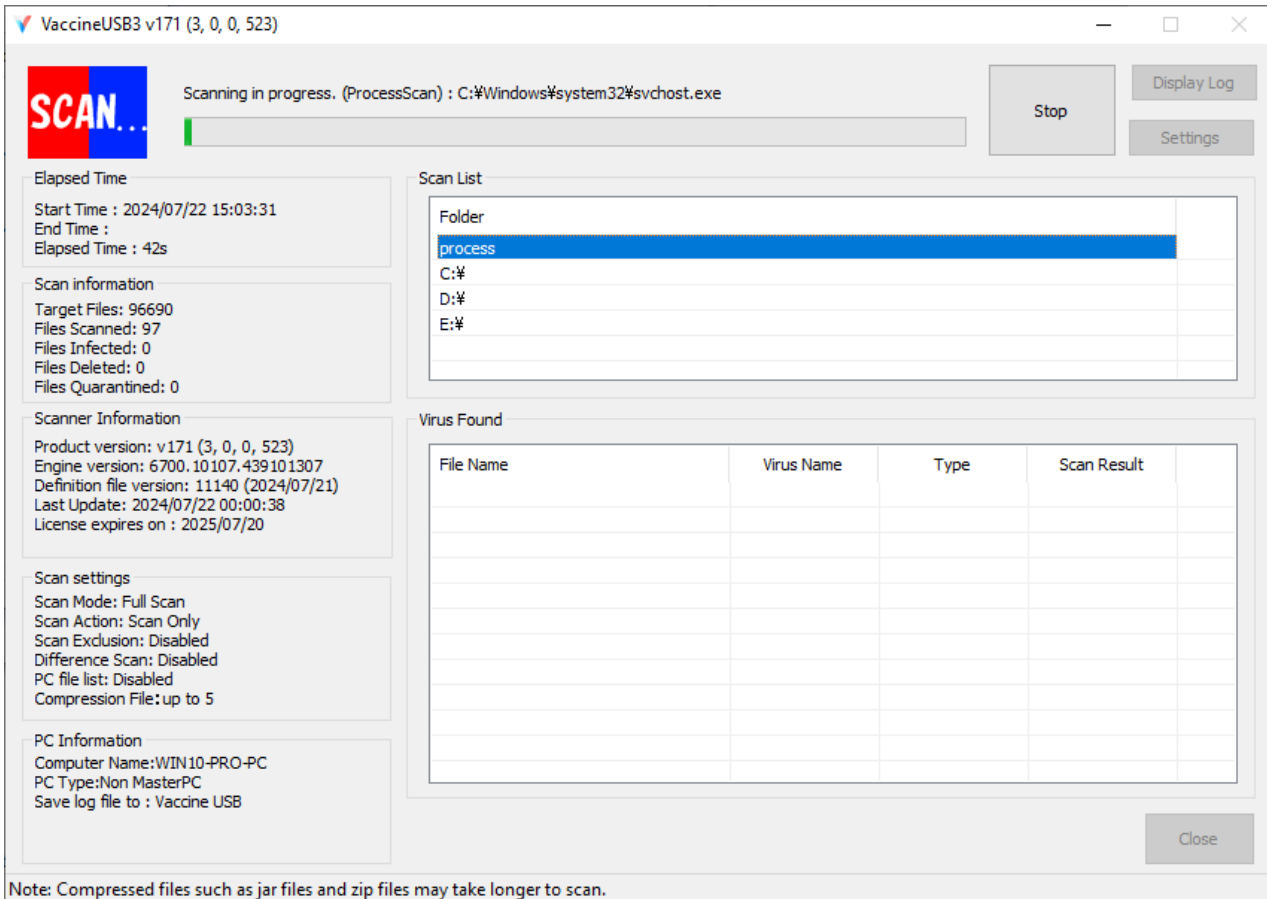 VaccineUSB3 v171 (3, 0, 0, 523)
SCAN...
Scanning in progress. (ProcessScan) : C:¥Windows¥system32¥svchost.exe
Stop
Display Log
Settings
Elapsed Time
Start Time : 2024/07/22 15:03:31
End Time :
Elapsed Time : 42s
Scan information
Target Files: 96690
Files Scanned: 97
Files Infected: 0
Files Deleted: 0
Files Quarantined: 0
Scanner Information
Product version: v171 (3, 0, 0, 523)
Engine version: 6700.10107.439101307
Definition file version: 11140 (2024/07/21)
Last Update: 2024/07/22 00:00:38
License expires on : 2025/07/20
Scan settings
Scan Mode: Full Scan
Scan Action: Scan Only
Scan Exclusion: Disabled
Difference Scan: Disabled
PC file list: Disabled
Compression File:up to 5
PC Information
Computer Name:WIN10-PRO-PC
PC Type:Non MasterPC
Save log file to : Vaccine USB
Scan List
Folder
process
C:¥
D:¥
E:¥
Virus Found
File Name Virus Name Type Scan Result
Close
Note: Compressed files such as jar files and zip files may take longer to scan.